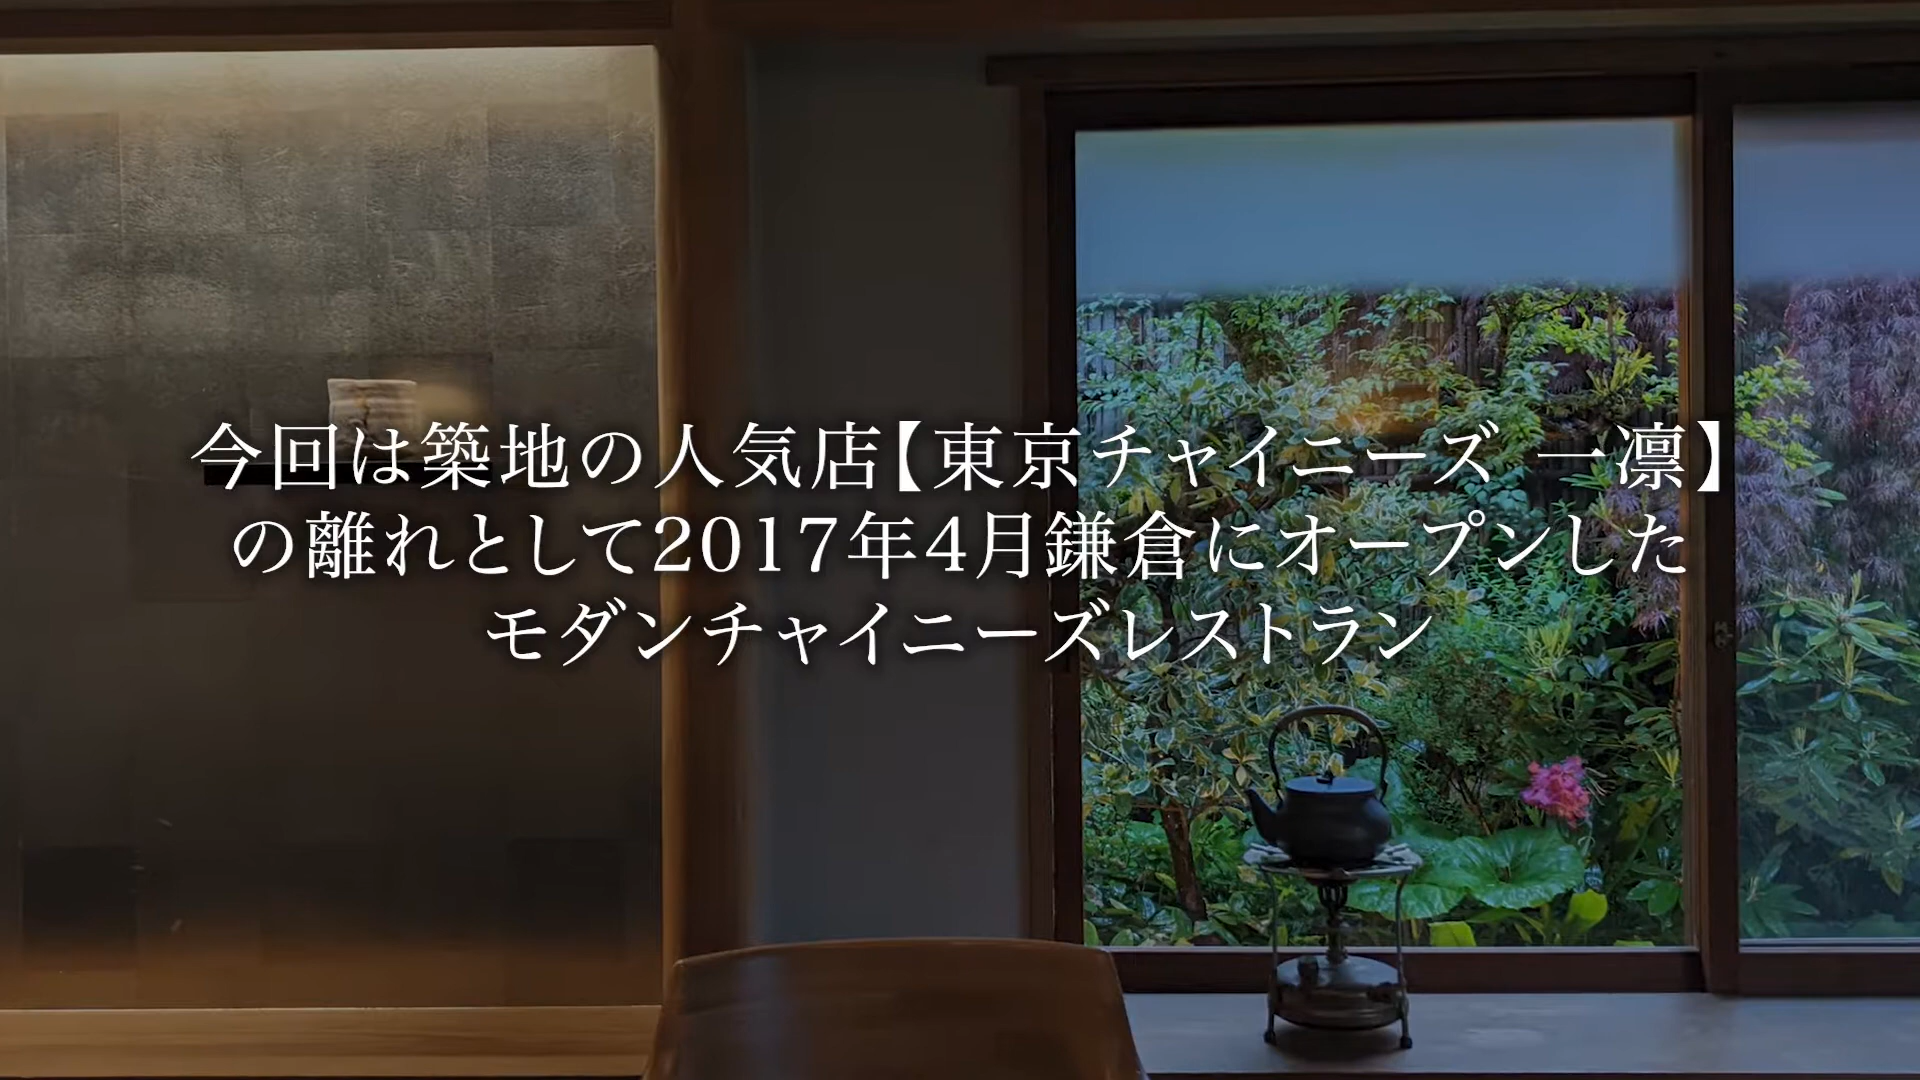 今回は築地の人気店【東京チャイニーズ 一凛】
の離れとして2017年4月鎌倉にオープンした
モダンチャイニーズレストラン